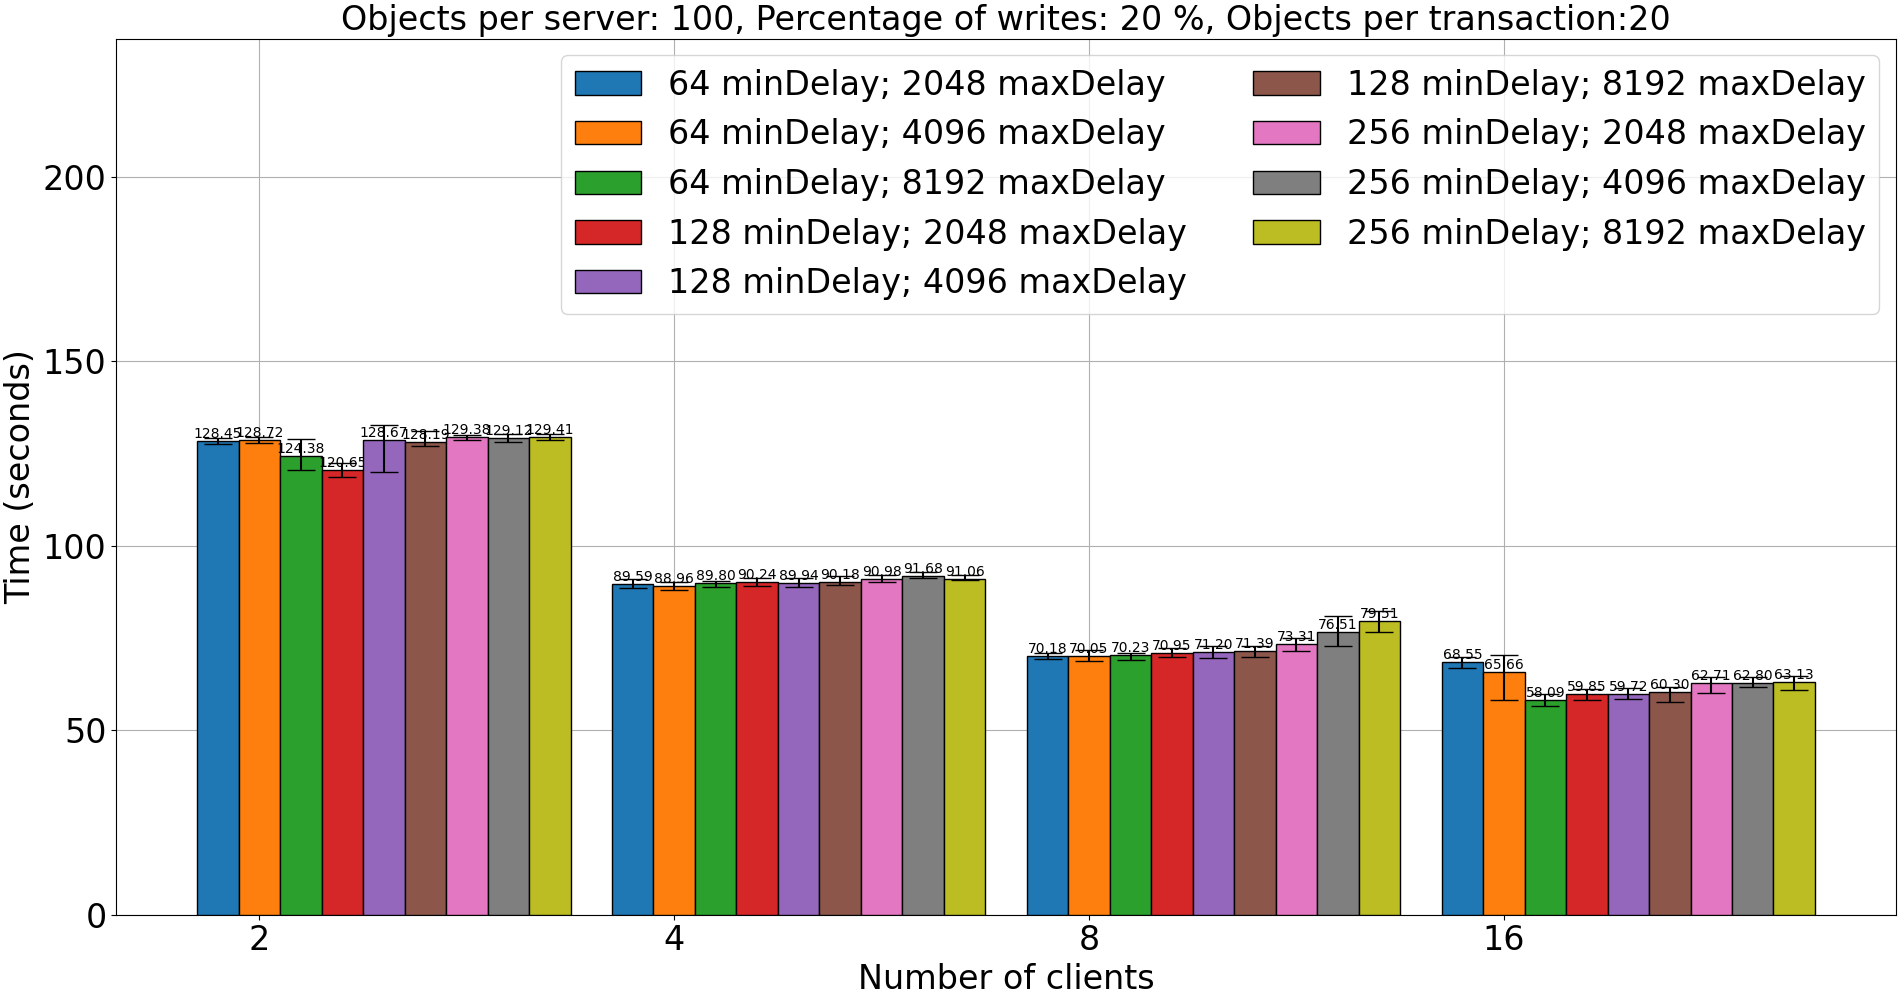 Objects per server: 100, Percentage of writes: 20 %, Objects per transaction:20
64 minDelay; 2048 maxDelay
64 minDelay; 4096 maxDelay
64 minDelay; 8192 maxDelay
128 minDelay; 2048 maxDelay
128 minDelay; 4096 maxDelay
128 minDelay; 8192 maxDelay
256 minDelay; 2048 maxDelay
256 minDelay; 4096 maxDelay
256 minDelay; 8192 maxDelay
Time (seconds)
200
150
100
50
0
128.45 128.72 124.38 120.65 128.67 128.19 129.38 129.12 129.41
89.59 88.96 89.80 90.24 89.94 90.18 90.98 91.68 91.06
70.18 70.05 70.23 70.95 71.20 71.39 73.31 76.51 79.51
68.55 65.66 58.09 59.85 59.72 60.30 62.71 62.80 63.13
2 4 8 16
Number of clients